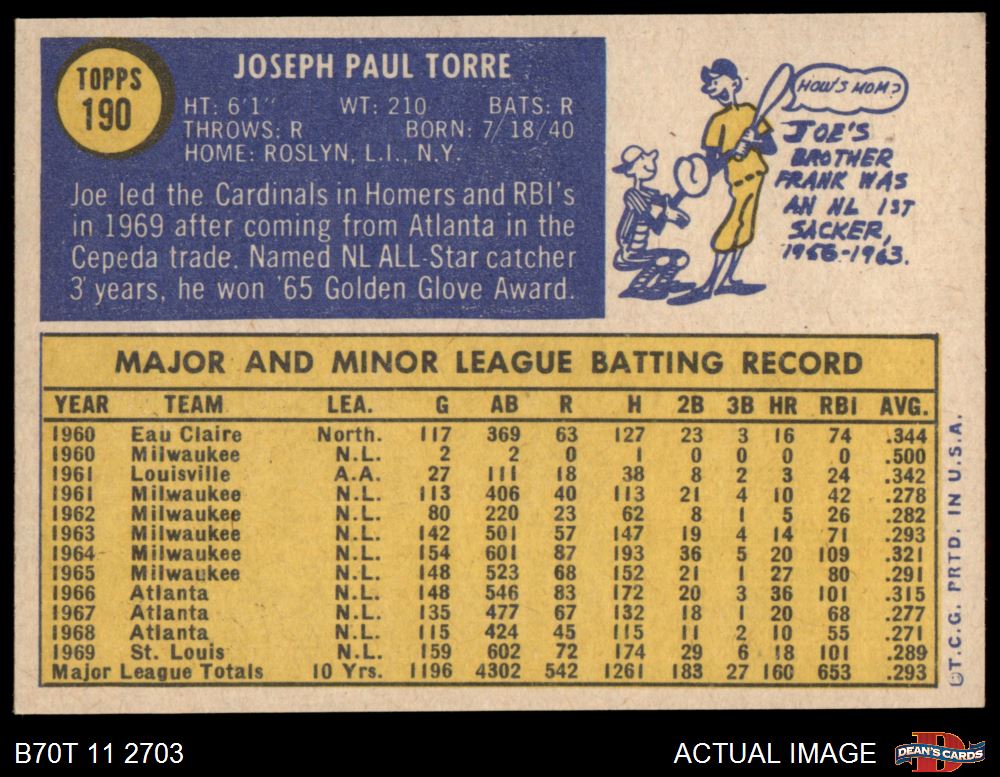 TOPPS
190
JOSEPH PAUL TORRE
HT: 6'1" WT: 210 BATS: R
THROWS: R BORN: 7/18/40
HOME: ROSLYN, L.I., N.Y.
Joe led the Cardinals in Homers and RBI's
in 1969 after coming from Atlanta in the
Cepeda trade. Named NL ALL-Star catcher
3 years, he won '65 Golden Glove Award.
HOW'S MOM?
JOE'S
BROTHER
FRANK WAS
AN NL 1ST
SACKER,
1956-1963.
MAJOR AND MINOR LEAGUE BATTING RECORD
YEAR TEAM LEA. G AB R H 2B 3B HR RBI AVG.
1960 Eau Claire North. 117 369 63 127 23 3 16 74 .344
1960 Milwaukee N.L. 2 2 0 1 0 0 0 0 .500
1961 Louisville A.A. 27 111 18 38 8 2 3 24 .342
1961 Milwaukee N.L. 113 406 40 113 21 4 10 42 .278
1962 Milwaukee N.L. 80 220 23 62 8 1 5 26 .282
1963 Milwaukee N.L. 142 501 57 147 19 4 14 71 .293
1964 Milwaukee N.L. 154 601 87 193 36 5 20 109 .321
1965 Milwaukee N.L. 148 523 68 152 21 1 27 80 .291
1966 Atlanta N.L. 148 546 83 172 20 3 36 101 .315
1967 Atlanta N.L. 135 477 67 132 18 1 20 68 .277
1968 Atlanta N.L. 115 424 45 115 11 2 10 55 .271
1969 St. Louis N.L. 159 602 72 174 29 6 18 101 .289
Major League Totals 10 Yrs. 1196 4302 542 1261 183 27 160 653 .293
©T.C.G. PRTD. IN U.S.A.
B70T 11 2703
ACTUAL IMAGE
D
DEAN'S CARDS